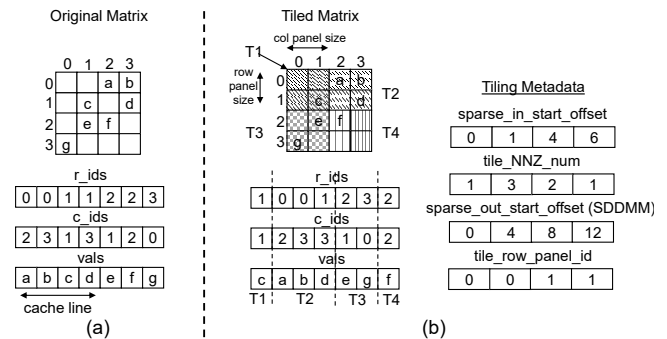 Original Matrix
0 1 2 3
0 a b
1 c d
2 e f
3 g
r_ids
0 0 1 1 2 2 3
c_ids
2 3 1 3 1 2 0
vals
a b c d e f g
cache line
(a)
Tiled Matrix
col panel size
T1
0 1 2 3
row panel size
0 a b
1 c d
2 e f
3 g
T2
T3
T4
r_ids
1 0 0 1 2 3 2
c_ids
1 2 3 3 1 0 2
vals
c a b d e g f
T1 T2 T3 T4
(b)
Tiling Metadata
sparse_in_start_offset
0 1 4 6
tile_NNZ_num
1 3 2 1
sparse_out_start_offset (SDDMM)
0 4 8 12
tile_row_panel_id
0 0 1 1